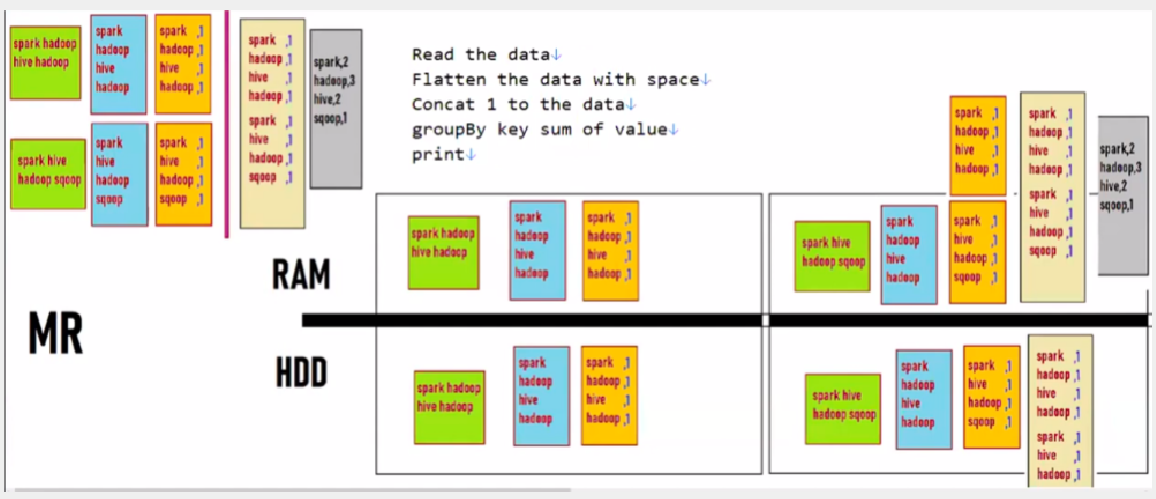 spark hadoop
hive hadoop
spark
hadoop
hive
hadoop
spark ,1
hadoop ,1
hive ,1
hadoop ,1
spark hive
hadoop sqoop
spark
hive
hadoop
sqoop
spark ,1
hive ,1
hadoop ,1
sqoop ,1
spark ,1
hadoop ,1
hive ,1
hadoop ,1
spark ,1
hive ,1
hadoop ,1
sqoop ,1
spark,2
hadoop,3
hive,2
sqoop,1
Read the data↓
Flatten the data with space↓
Concat 1 to the data↓
groupBy key sum of value↓
print↓
MR
RAM
spark hadoop
hive hadoop
spark
hadoop
hive
hadoop
spark ,1
hadoop ,1
hive ,1
hadoop ,1
spark hive
hadoop sqoop
spark
hadoop
hive
hadoop
spark ,1
hadoop ,1
hive ,1
hadoop ,1
spark ,1
hive ,1
hadoop ,1
sqoop ,1
spark ,1
hadoop ,1
hive ,1
hadoop ,1
spark ,1
hive ,1
hadoop ,1
sqoop ,1
spark,2
hadoop,3
hive,2
sqoop,1
HDD
spark hadoop
hive hadoop
spark
hadoop
hive
hadoop
spark ,1
hadoop ,1
hive ,1
hadoop ,1
spark hive
hadoop sqoop
spark
hadoop
hive
hadoop
spark ,1
hive ,1
hadoop ,1
sqoop ,1
spark ,1
hadoop ,1
hive ,1
hadoop ,1
spark ,1
hive ,1
hadoop ,1